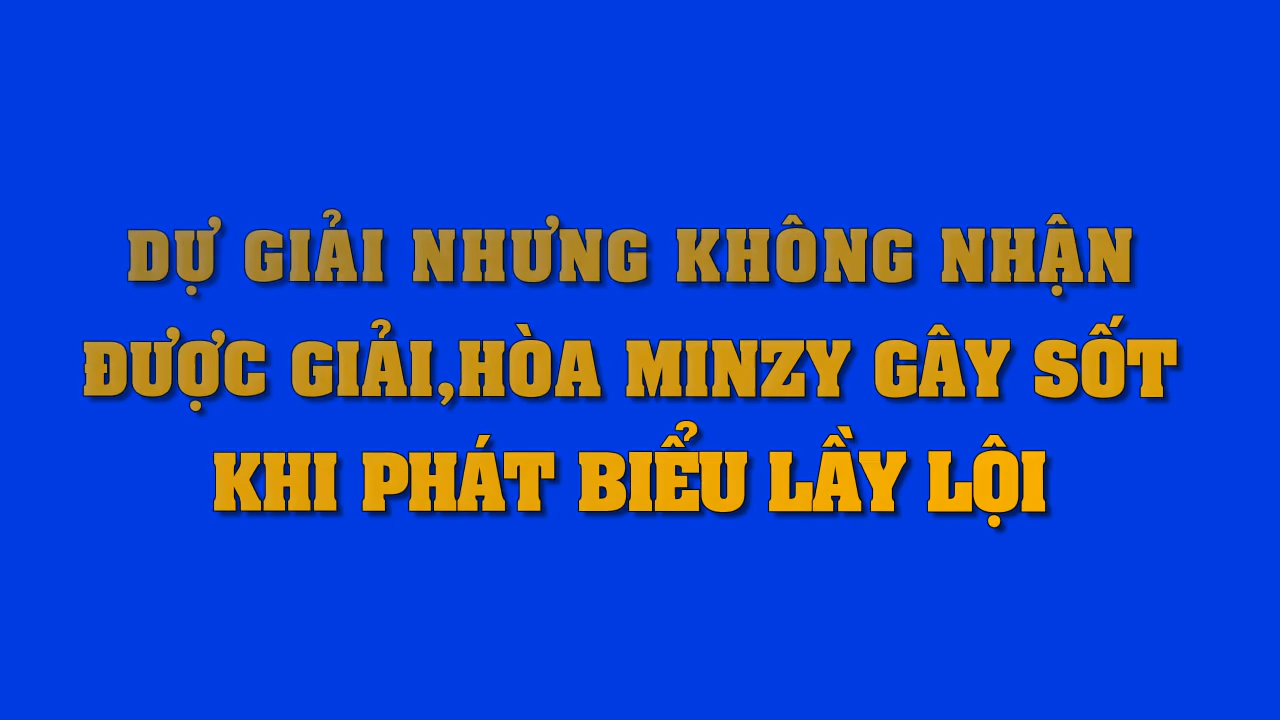 DỰ GIẢI NHƯNG KHÔNG NHẬN
ĐƯỢC GIẢI,HÒA MINZY GÂY SỐT
KHI PHÁT BIỂU LẦY LỘI